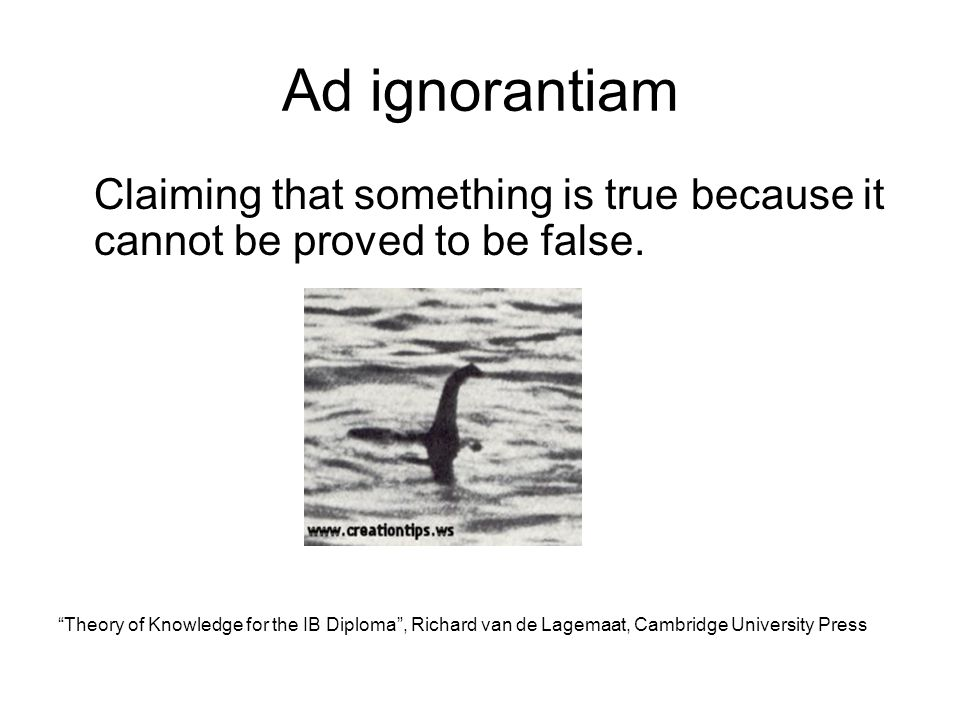 Ad ignorantiam
Claiming that something is true because it
cannot be proved to be false.
www.creationtips.ws
“Theory of Knowledge for the IB Diploma”, Richard van de Lagemaat, Cambridge University Press